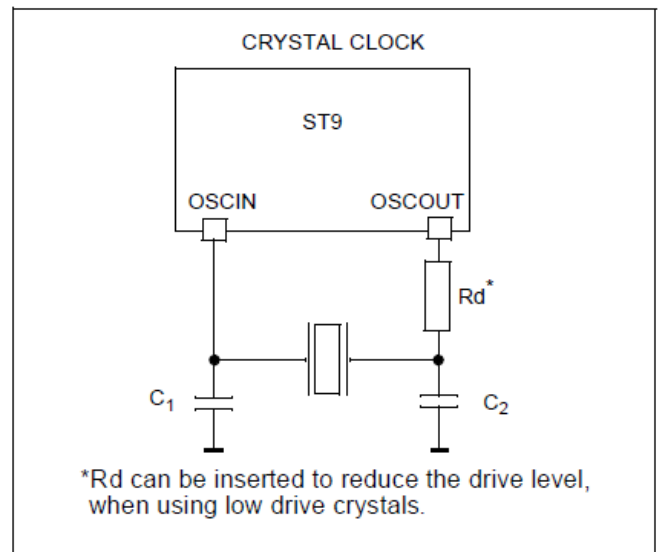 CRYSTAL CLOCK
ST9
OSCIN OSCOUT
Rd*
C1 C2
*Rd can be inserted to reduce the drive level,
when using low drive crystals.